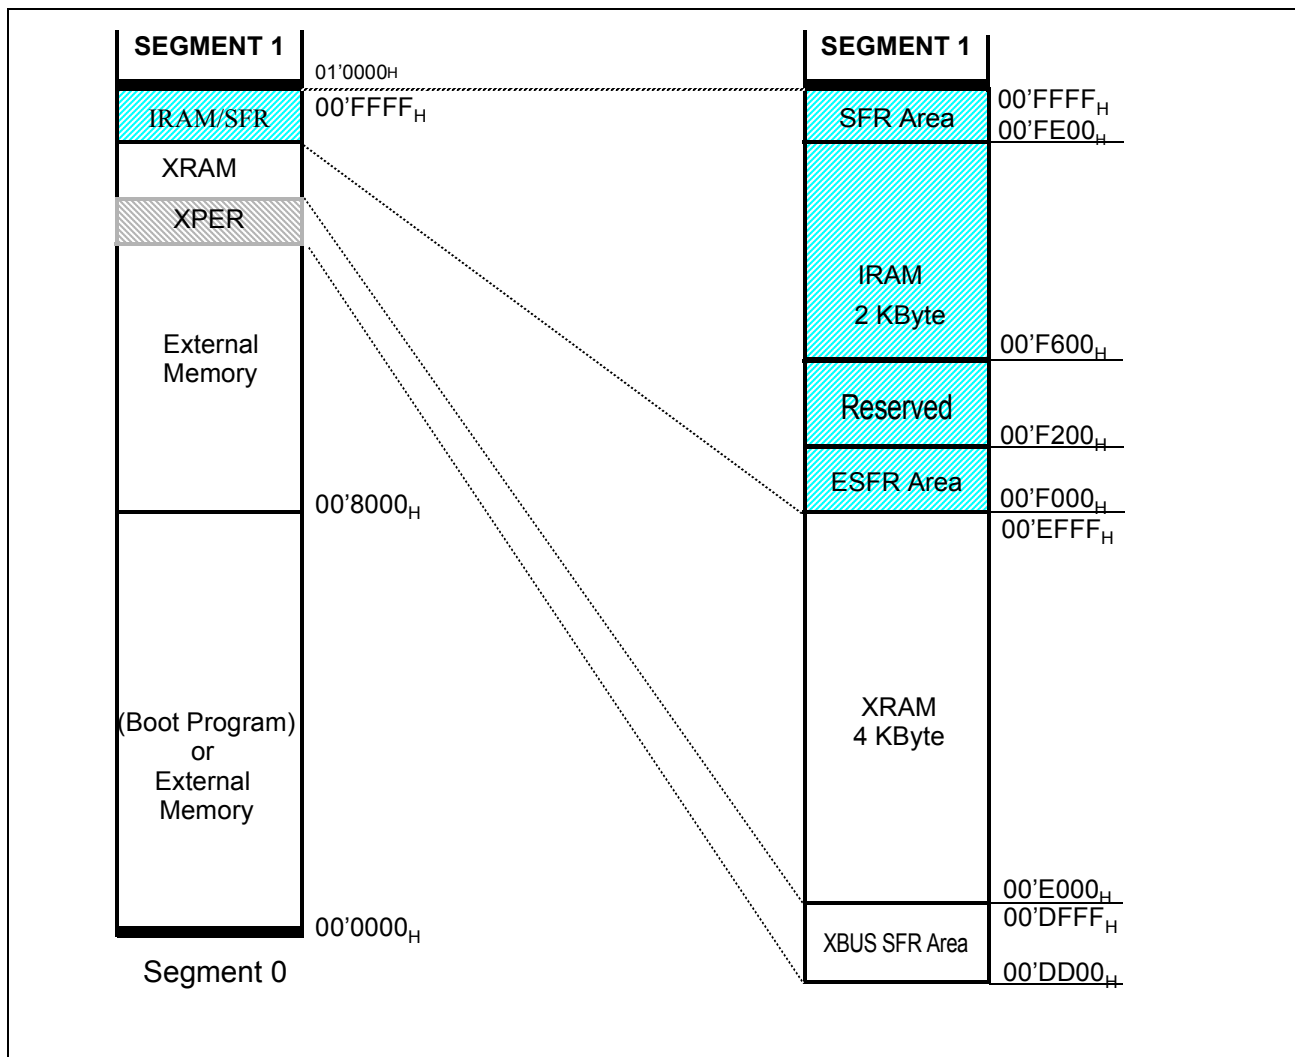 SEGMENT 1
01'0000H
00'FFFFH
IRAM/SFR
XRAM
XPER
External
Memory
00'8000H
(Boot Program)
or
External
Memory
00'0000H
Segment 0
SEGMENT 1
00'FFFFH
SFR Area
00'FE00H
IRAM
2 KByte
00'F600H
Reserved
00'F200H
ESFR Area
00'F000H
00'EFFFH
XRAM
4 KByte
00'E000H
00'DFFFH
XBUS SFR Area
00'DD00H